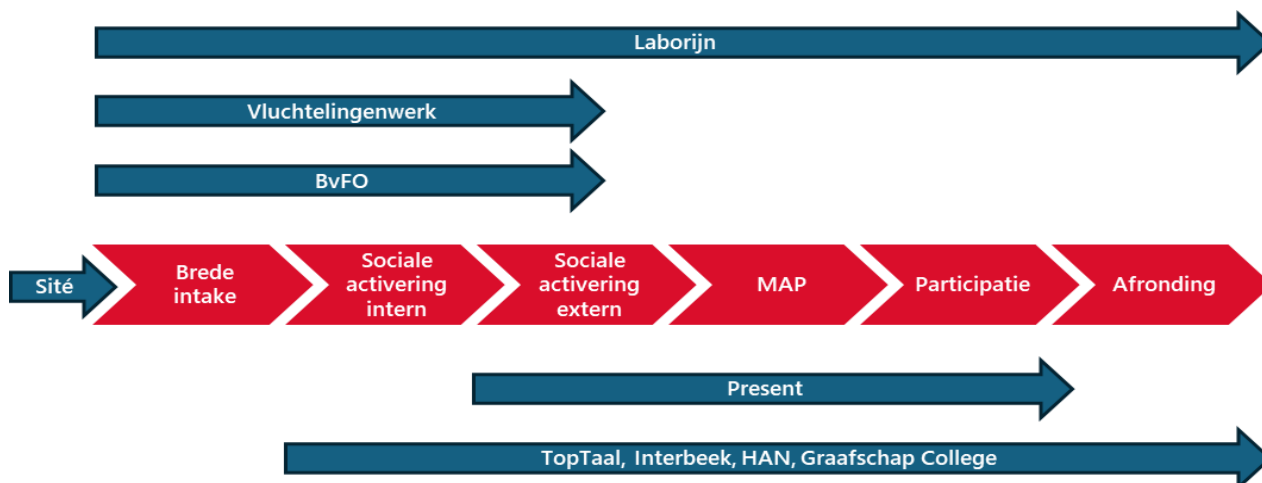 Laborijn
Vluchtelingenwerk
BvFO
Sité
Brede
intake
Sociale
activering
intern
Sociale
activering
extern
MAP
Participatie
Afronding
Present
TopTaal, Interbeek, HAN, Graafschap College